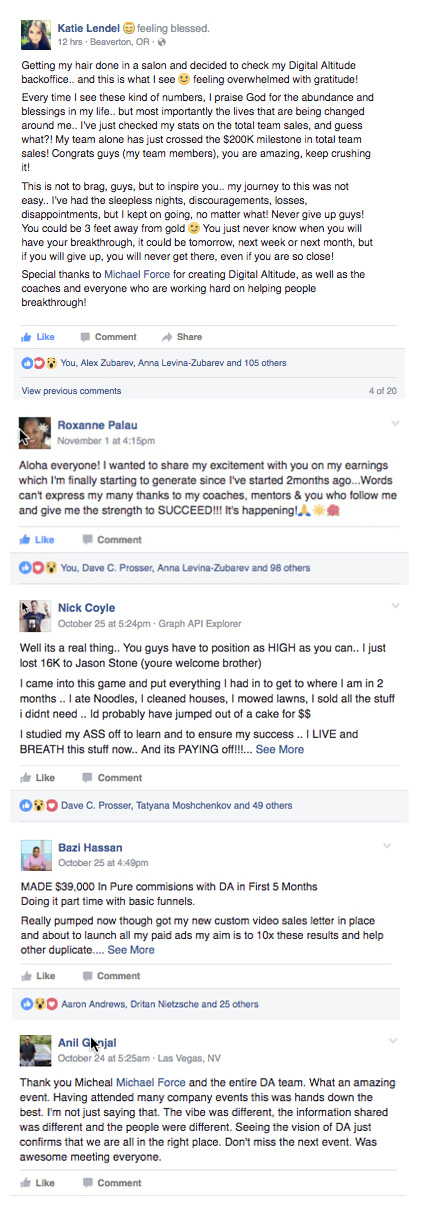 Katie Lendel feeling blessed.
12 hrs · Beaverton, OR ·
Getting my hair done in a salon and decided to check my Digital Altitude
backoffice.. and this is what I see 😉 feeling overwhelmed with gratitude!
Every time I see these kind of numbers, I praise God for the abundance and
blessings in my life.. but most importantly the lives that are being changed
around me.. I've just checked my stats on the total team sales, and guess
what?! My team alone has just crossed the $200K milestone in total team
sales! Congrats guys (my team members), you are amazing, keep crushing
it!
This is not to brag, guys, but to inspire you.. my journey to this was not
easy.. I've had the sleepless nights, discouragements, losses,
disappointments, but I kept on going, no matter what! Never give up guys!
You could be 3 feet away from gold 😉 You just never know when you will
have your breakthrough, it could be tomorrow, next week or next month, but
if you will give up, you will never get there, even if you are so close!
Special thanks to Michael Force for creating Digital Altitude, as well as the
coaches and everyone who are working hard on helping people
breakthrough!
Like Comment Share
You, Alex Zubarev, Anna Levina-Zubarev and 105 others
View previous comments 4 of 20
Roxanne Palau
November 1 at 4:15pm
Aloha everyone! I wanted to share my excitement with you on my earnings
which I'm finally starting to generate since I've started 2months ago...Words
can't express my many thanks to my coaches, mentors & you who follow me
and give me the strength to SUCCEED!!! It's happening!🙏☀️🌺
Like Comment
You, Dave C. Prosser, Anna Levina-Zubarev and 98 others
Nick Coyle
October 25 at 5:24pm · Graph API Explorer
Well its a real thing.. You guys have to position as HIGH as you can.. I just
lost 16K to Jason Stone (youre welcome brother)
I came into this game and put everything I had in to get to where I am in 2
months .. I ate Noodles, I cleaned houses, I mowed lawns, I sold all the stuff
i didnt need .. Id probably have jumped out of a cake for $$
I studied my ASS off to learn and to ensure my success .. I LIVE and
BREATH this stuff now.. And its PAYING off!!!... See More
Like Comment
Dave C. Prosser, Tatyana Moshchenkov and 49 others
Bazi Hassan
October 25 at 4:49pm
MADE $39,000 In Pure commisions with DA in First 5 Months
Doing it part time with basic funnels.
Really pumped now though got my new custom video sales letter in place
and about to launch all my paid ads my aim is to 10x these results and help
other duplicate.... See More
Like Comment
Aaron Andrews, Dritan Nietzsche and 25 others
Anil Gunjal
October 24 at 5:25am · Las Vegas, NV
Thank you Micheal Michael Force and the entire DA team. What an amazing
event. Having attended many company events this was hands down the
best. I'm not just saying that. The vibe was different, the information shared
was different and the people were different. Seeing the vision of DA just
confirms that we are all in the right place. Don't miss the next event. Was
awesome meeting everyone.
Like Comment